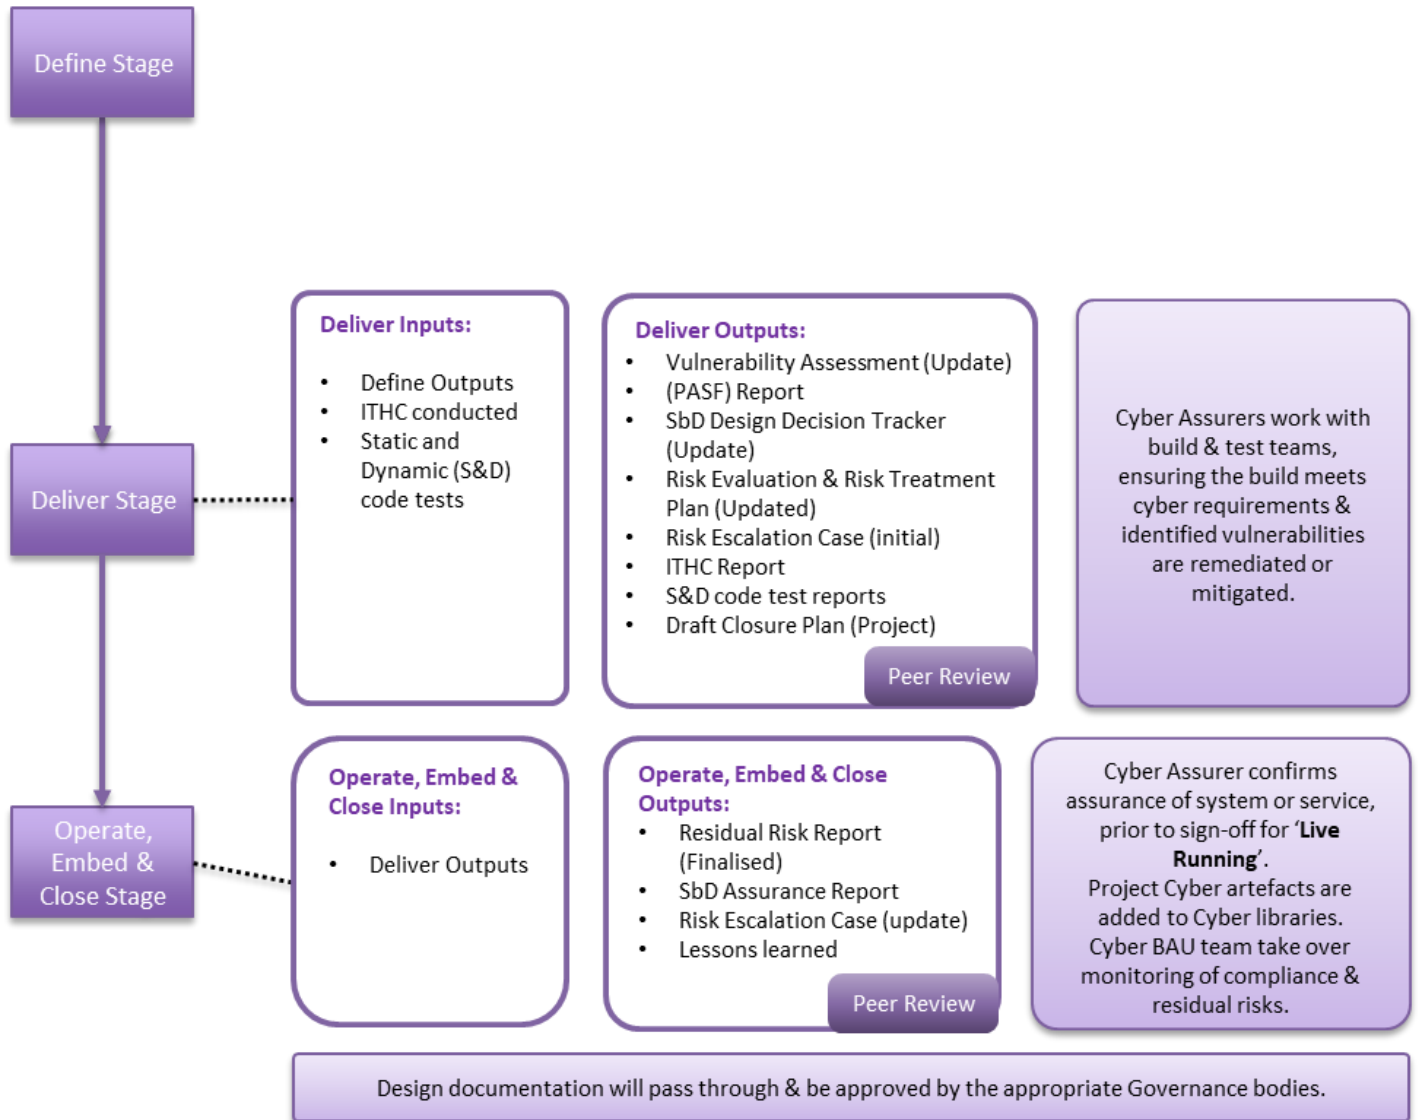 Define Stage
Deliver Inputs:
• Define Outputs
• ITHC conducted
• Static and
Dynamic (S&D)
code tests
Deliver Outputs:
• Vulnerability Assessment (Update)
• (PASF) Report
• SbD Design Decision Tracker
(Update)
• Risk Evaluation & Risk Treatment
Plan (Updated)
• Risk Escalation Case (initial)
• ITHC Report
• S&D code test reports
• Draft Closure Plan (Project)
Peer Review
Cyber Assurers work with
build & test teams,
ensuring the build meets
cyber requirements &
identified vulnerabilities
are remediated or
mitigated.
Deliver Stage
Operate, Embed &
Close Inputs:
• Deliver Outputs
Operate, Embed & Close
Outputs:
• Residual Risk Report
(Finalised)
• SbD Assurance Report
• Risk Escalation Case (update)
• Lessons learned
Peer Review
Cyber Assurer confirms
assurance of system or service,
prior to sign-off for ‘Live
Running’.
Project Cyber artefacts are
added to Cyber libraries.
Cyber BAU team take over
monitoring of compliance &
residual risks.
Operate,
Embed &
Close Stage
Design documentation will pass through & be approved by the appropriate Governance bodies.